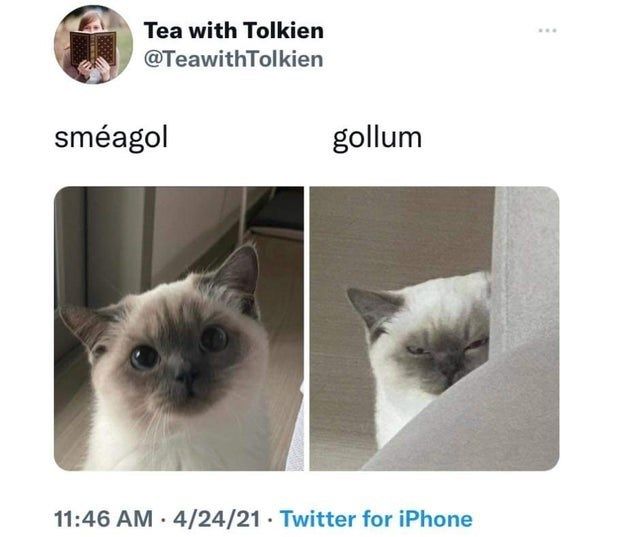 Tea with Tolkien
@TeawithTolkien
sméagol gollum
11:46 AM · 4/24/21 · Twitter for iPhone